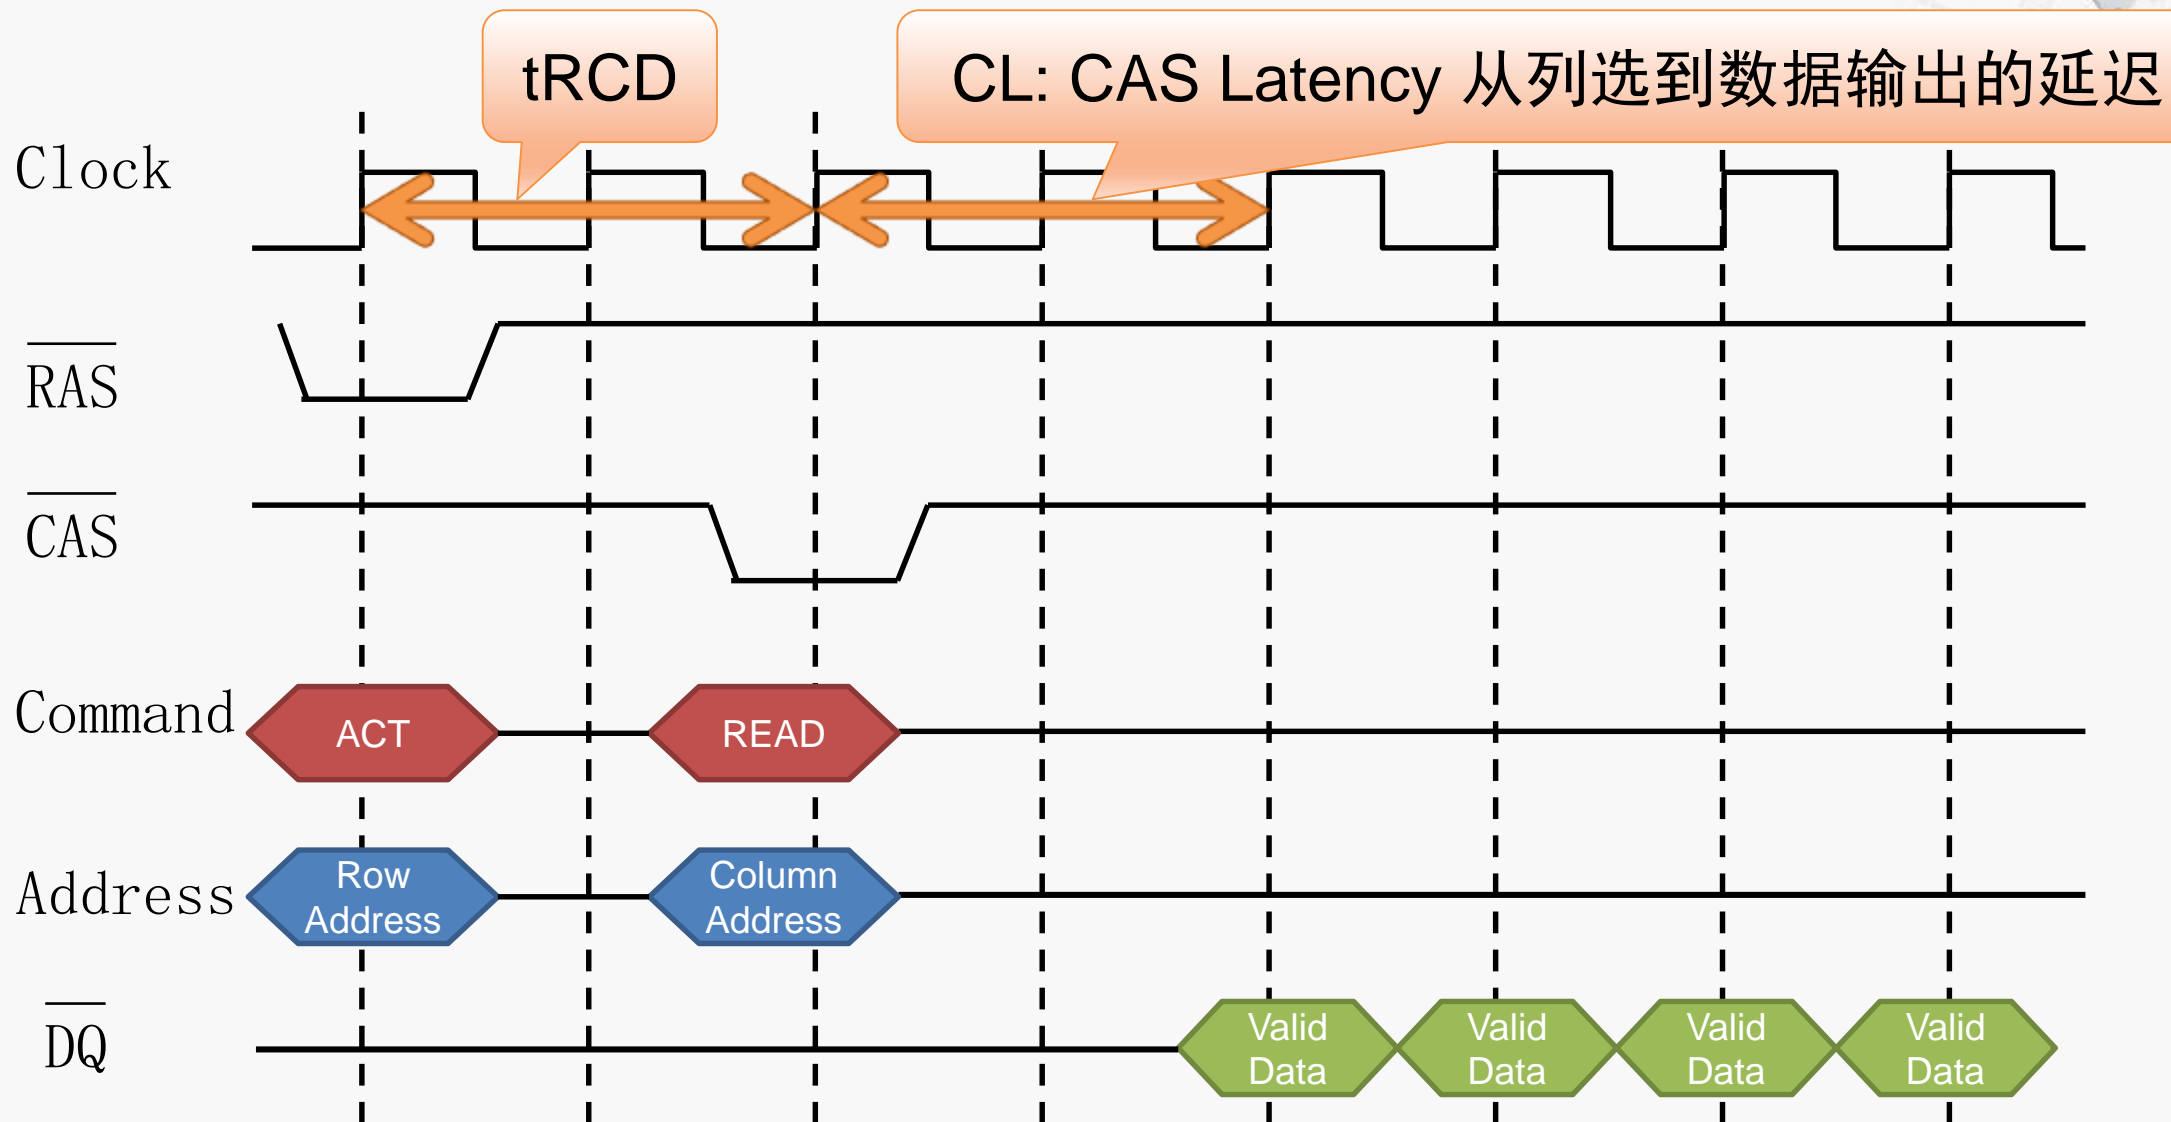 tRCD
CL: CAS Latency 从列选到数据输出的延迟
Clock
RAS
CAS
Command
ACT
READ
Address
Row
Address
Column
Address
DQ
Valid
Data
Valid
Data
Valid
Data
Valid
Data